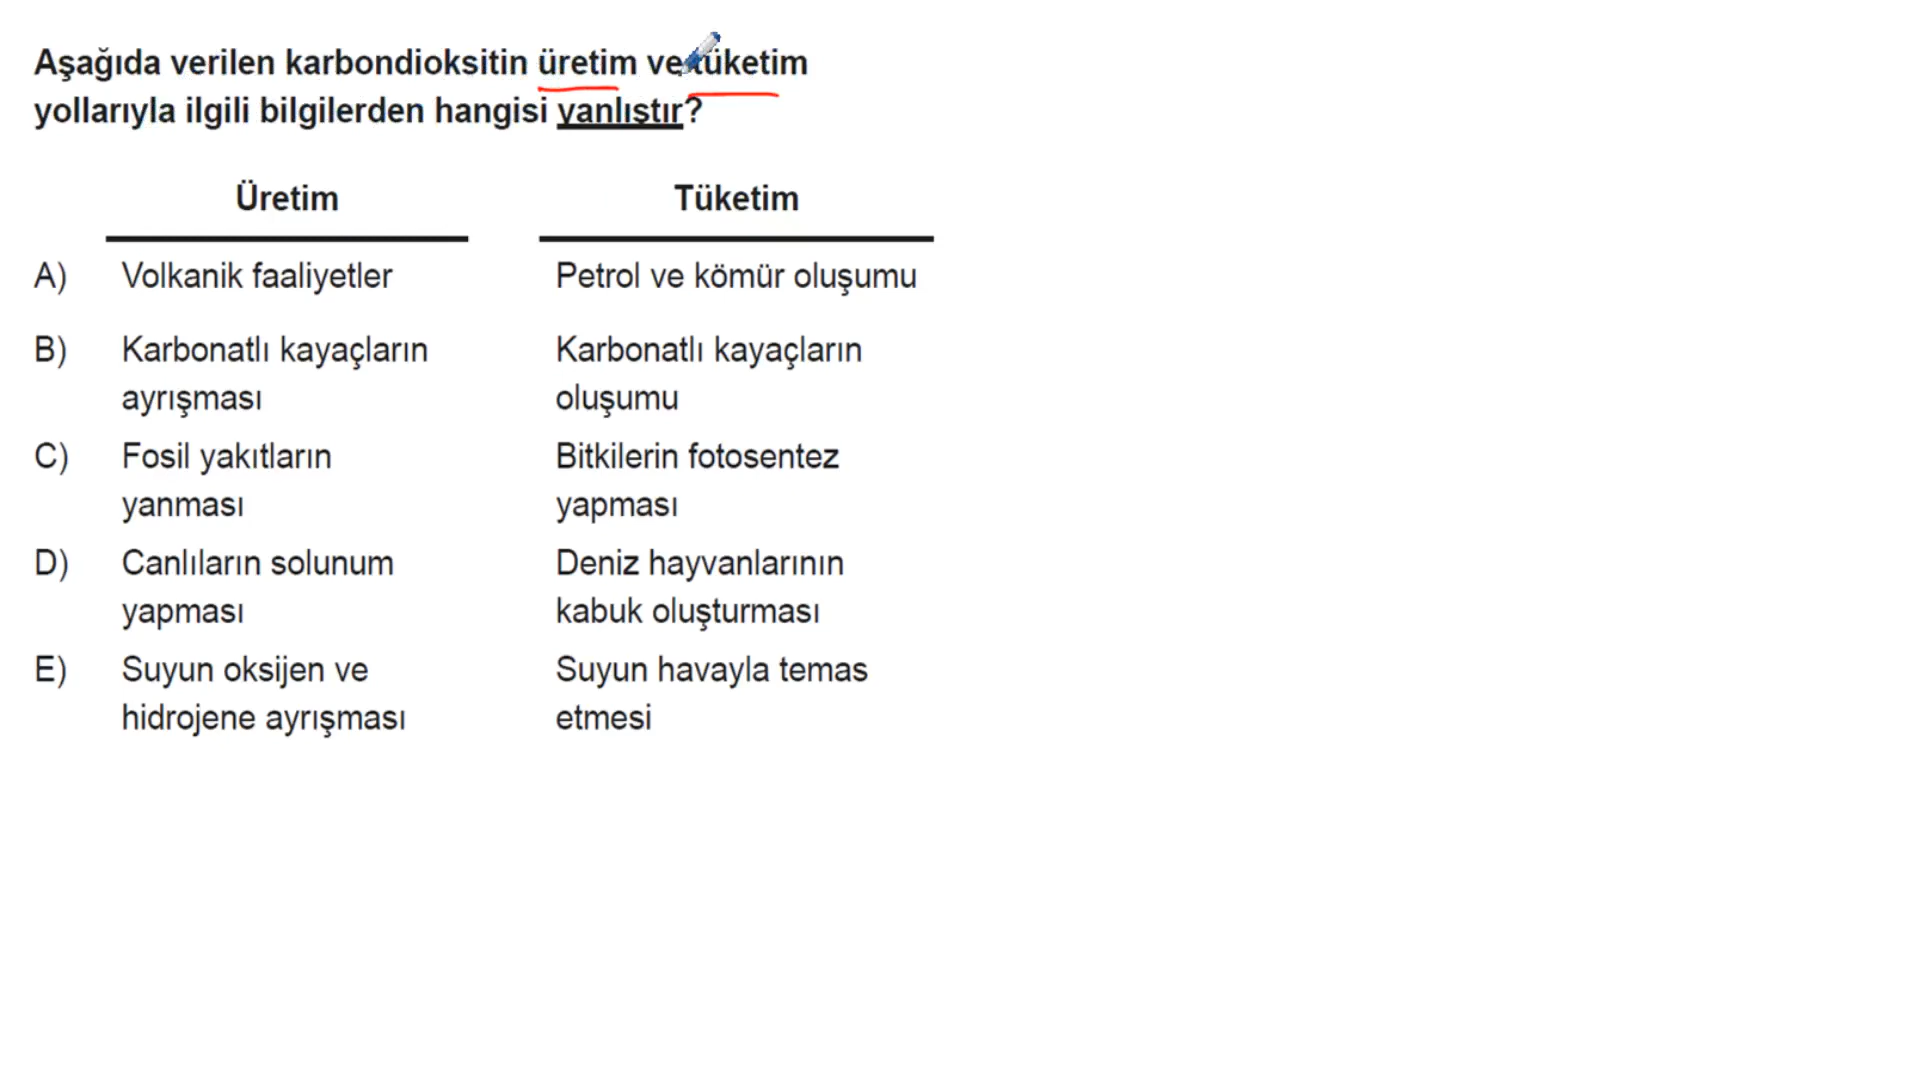 Aşağıda verilen karbondioksitin üretim ve tüketim
yollarıyla ilgili bilgilerden hangisi yanlıştır?
Üretim Tüketim
A) Volkanik faaliyetler Petrol ve kömür oluşumu
B) Karbonatlı kayaçların Karbonatlı kayaçların
ayrışması oluşumu
C) Fosil yakıtların Bitkilerin fotosentez
yanması yapması
D) Canlıların solunum Deniz hayvanlarının
yapması kabuk oluşturması
E) Suyun oksijen ve Suyun havayla temas
hidrojene ayrışması etmesi